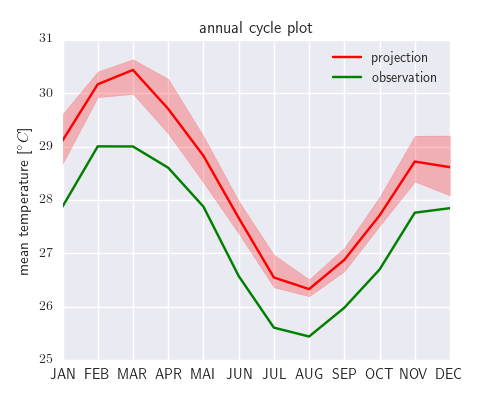 annual cycle plot
projection
observation
mean temperature [°C]
31
30
29
28
27
26
25
JAN FEB MAR APR MAI JUN JUL AUG SEP OCT NOV DEC